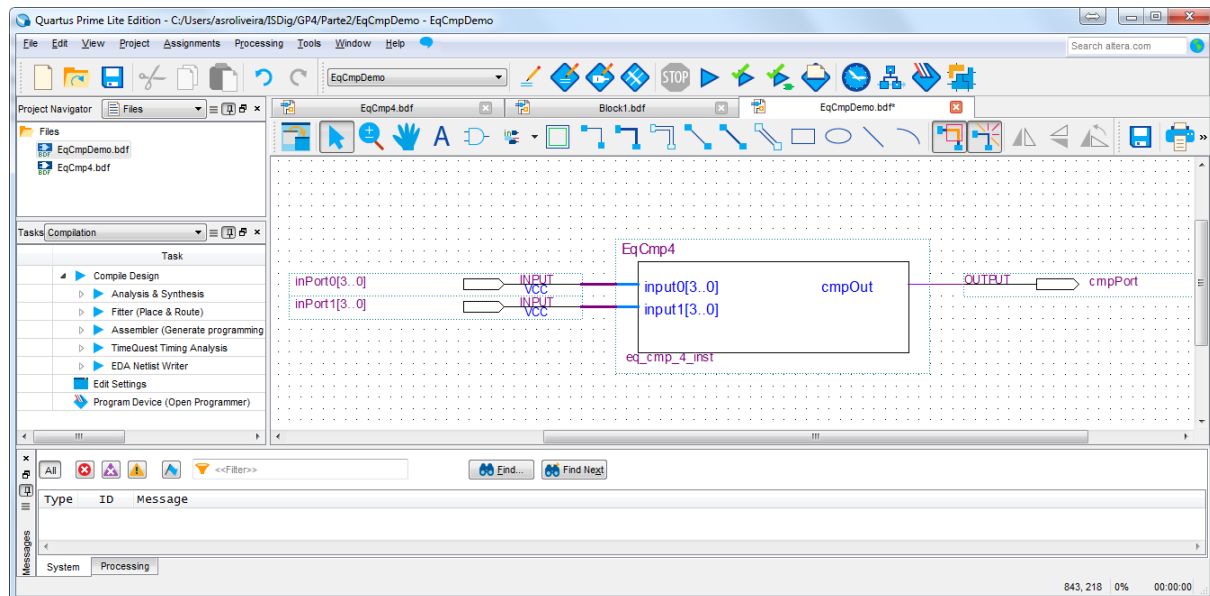 Quartus Prime Lite Edition - C:/Users/asroliveira/ISDig/GP4/Parte2/EqCmpDemo - EqCmpDemo
File Edit View Project Assignments Processing Tools Window Help
Search altera.com
EqCmpDemo
STOP
Project Navigator Files
EqCmp4.bdf Block1.bdf EqCmpDemo.bdf*
Files
BDF EqCmpDemo.bdf
BDF EqCmp4.bdf
A
Tasks Compilation
Task
Compile Design
Analysis & Synthesis
Fitter (Place & Route)
Assembler (Generate programming
TimeQuest Timing Analysis
EDA Netlist Writer
Edit Settings
Program Device (Open Programmer)
EqCmp4
inPort0[3..0] INPUT VCC input0[3..0] cmpOut OUTPUT cmpPort
inPort1[3..0] INPUT VCC input1[3..0]
eq_cmp_4_inst
All <<Filter>> Find... Find Next
Type ID Message
Messages
System Processing
843, 218 0% 00:00:00